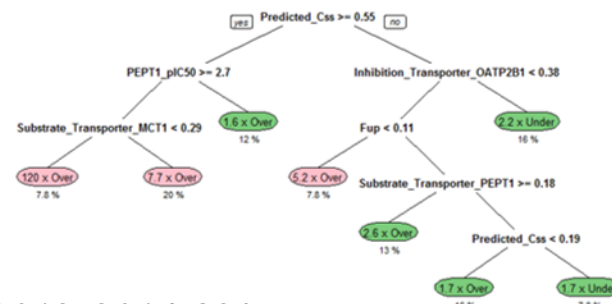 yes Predicted_Css >= 0.55 no
PEPT1_pIC50 >= 2.7 Inhibition_Transporter_OATP2B1 < 0.38
Substrate_Transporter_MCT1 < 0.29 1.6 x Over Fup < 0.11 2.2 x Under
12 % 16 %
120 x Over 7.7 x Over 5.2 x Over Substrate_Transporter_PEPT1 >= 0.18
7.8 % 20 % 7.8 %
2.6 x Over Predicted_Css < 0.19
13 %
1.7 x Over 1.7 x Unde